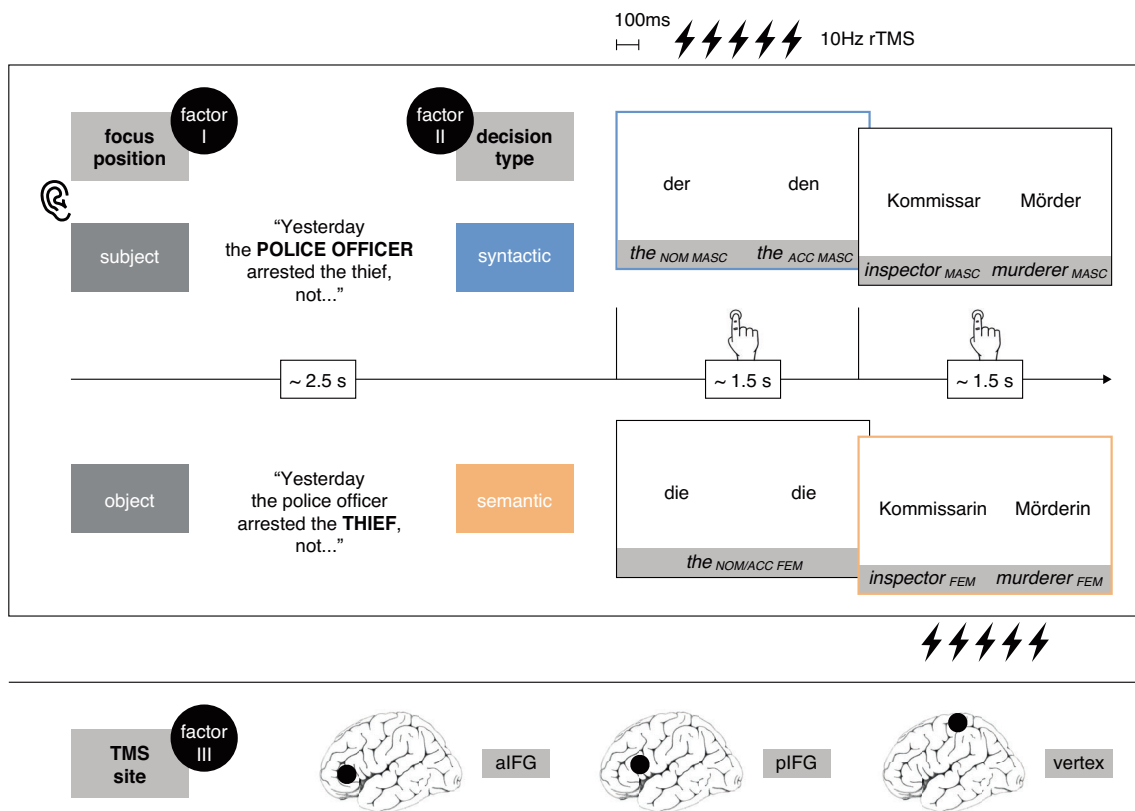 100ms
10Hz rTMS
factor
I
focus
position
factor
II
decision
type
subject
“Yesterday
the POLICE OFFICER
arrested the thief,
not...”
syntactic
der den
the NOM MASC the ACC MASC
Kommissar Mörder
inspector MASC murderer MASC
~ 2.5 s
~ 1.5 s
~ 1.5 s
object
“Yesterday
the police officer
arrested the THIEF,
not...”
semantic
die die
the NOM/ACC FEM
Kommissarin Mörderin
inspector FEM murderer FEM
factor
III
TMS
site
aIFG
pIFG
vertex